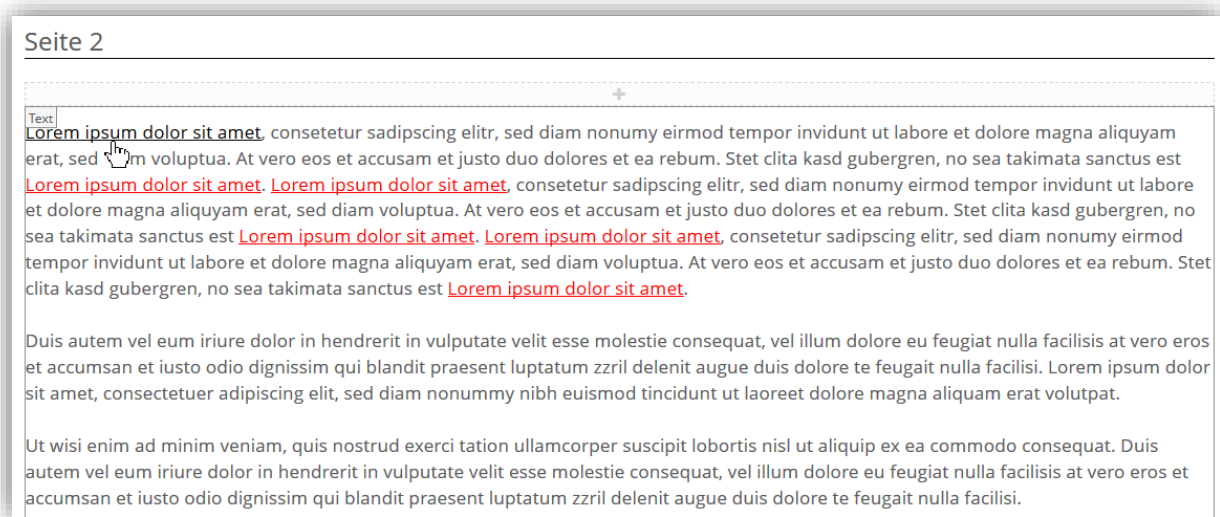 Seite 2
+
Text
Lorem ipsum dolor sit amet, consetetur sadipscing elitr, sed diam nonumy eirmod tempor invidunt ut labore et dolore magna aliquyam
erat, sed voluptua. At vero eos et accusam et justo duo dolores et ea rebum. Stet clita kasd gubergren, no sea takimata sanctus est
Lorem ipsum dolor sit amet. Lorem ipsum dolor sit amet, consetetur sadipscing elitr, sed diam nonumy eirmod tempor invidunt ut labore
et dolore magna aliquyam erat, sed diam voluptua. At vero eos et accusam et justo duo dolores et ea rebum. Stet clita kasd gubergren, no
sea takimata sanctus est Lorem ipsum dolor sit amet. Lorem ipsum dolor sit amet, consetetur sadipscing elitr, sed diam nonumy eirmod
tempor invidunt ut labore et dolore magna aliquyam erat, sed diam voluptua. At vero eos et accusam et justo duo dolores et ea rebum. Stet
clita kasd gubergren, no sea takimata sanctus est Lorem ipsum dolor sit amet.
Duis autem vel eum iriure dolor in hendrerit in vulputate velit esse molestie consequat, vel illum dolore eu feugiat nulla facilisis at vero eros
et accumsan et iusto odio dignissim qui blandit praesent luptatum zzril delenit augue duis dolore te feugait nulla facilisi. Lorem ipsum dolor
sit amet, consectetuer adipiscing elit, sed diam nonummy nibh euismod tincidunt ut laoreet dolore magna aliquam erat volutpat.
Ut wisi enim ad minim veniam, quis nostrud exerci tation ullamcorper suscipit lobortis nisl ut aliquip ex ea commodo consequat. Duis
autem vel eum iriure dolor in hendrerit in vulputate velit esse molestie consequat, vel illum dolore eu feugiat nulla facilisis at vero eros et
accumsan et iusto odio dignissim qui blandit praesent luptatum zzril delenit augue duis dolore te feugait nulla facilisi.